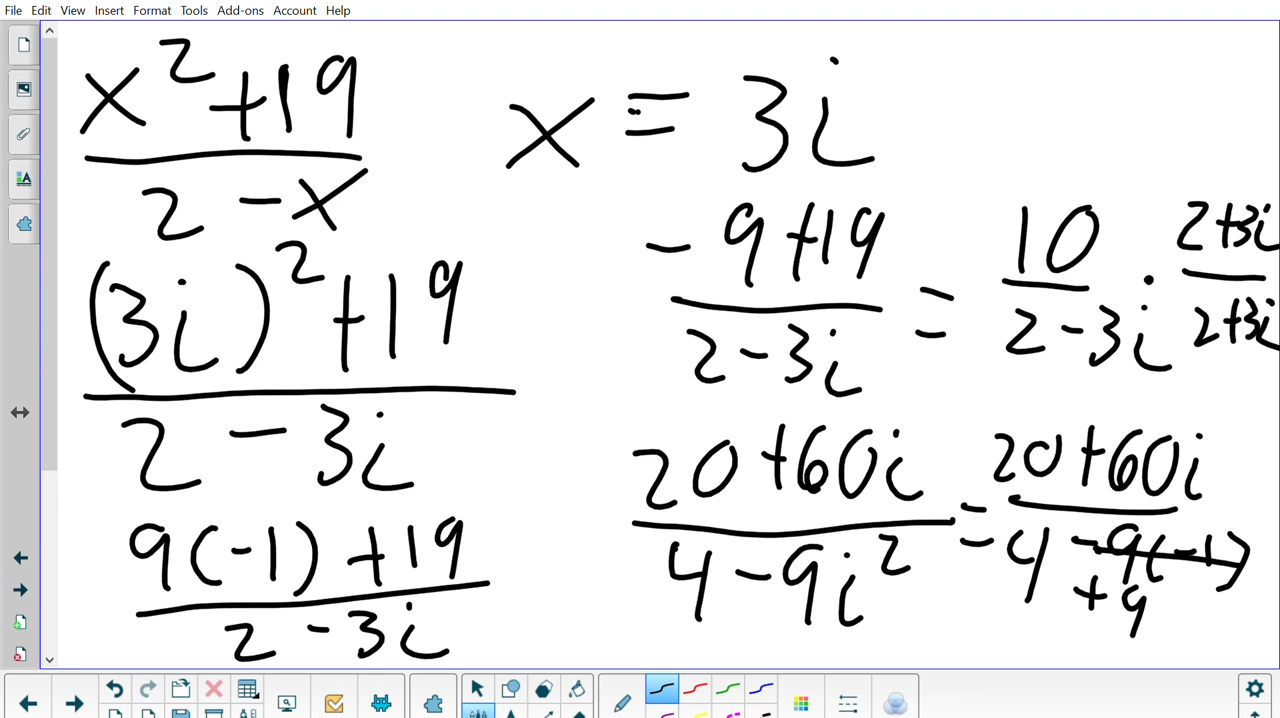 File Edit View Insert Format Tools Add-ons Account Help
x²+19
2-x
x = 3i
(3i)²+19
2-3i
9(-1)+19
2-3i
-9+19
2-3i
=
10
2-3i
·
2+3i
2+3i
20+60i
4-9i²
=
20+60i
4-9(-1)
+9